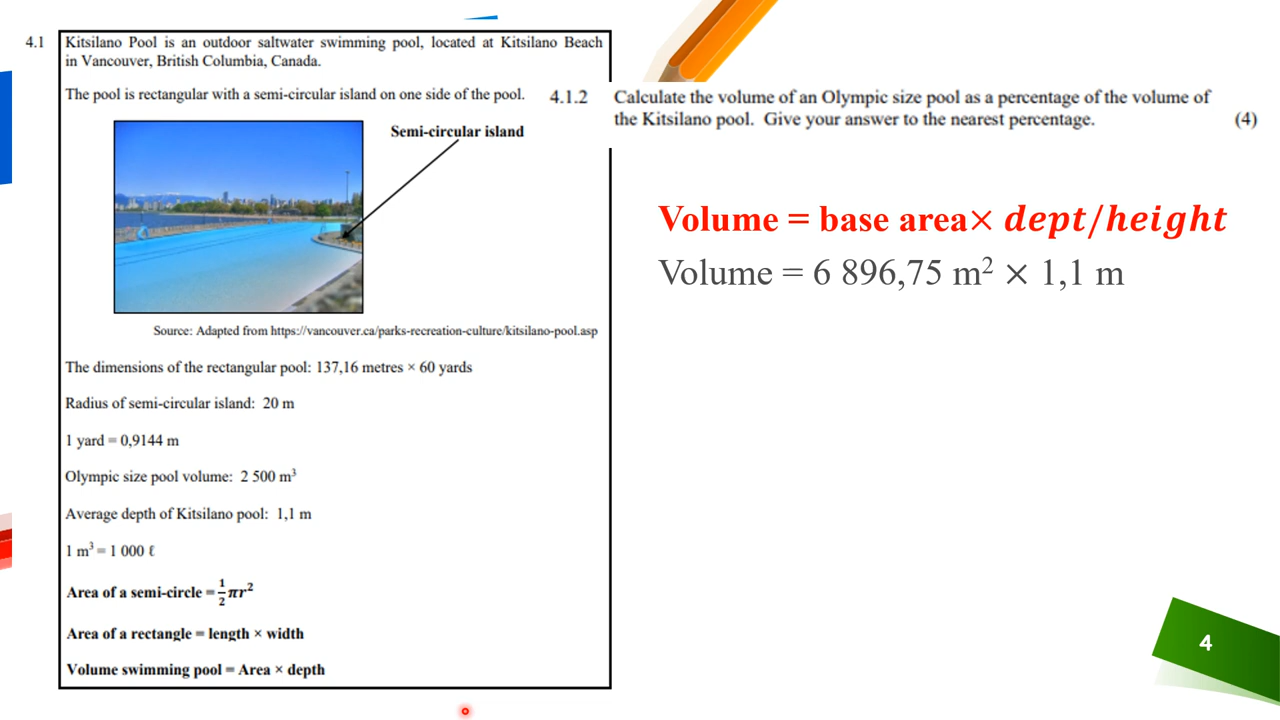 4.1 Kitsilano Pool is an outdoor saltwater swimming pool, located at Kitsilano Beach
in Vancouver, British Columbia, Canada.
The pool is rectangular with a semi-circular island on one side of the pool.
Semi-circular island
Source: Adapted from https://vancouver.ca/parks-recreation-culture/kitsilano-pool.asp
The dimensions of the rectangular pool: 137,16 metres × 60 yards
Radius of semi-circular island: 20 m
1 yard = 0,9144 m
Olympic size pool volume: 2 500 m³
Average depth of Kitsilano pool: 1,1 m
1 m³ = 1 000 ℓ
Area of a semi-circle = 1/2 πr²
Area of a rectangle = length × width
Volume swimming pool = Area × depth
4.1.2 Calculate the volume of an Olympic size pool as a percentage of the volume of
the Kitsilano pool. Give your answer to the nearest percentage. (4)
Volume = base area× dept/height
Volume = 6 896,75 m² × 1,1 m
4